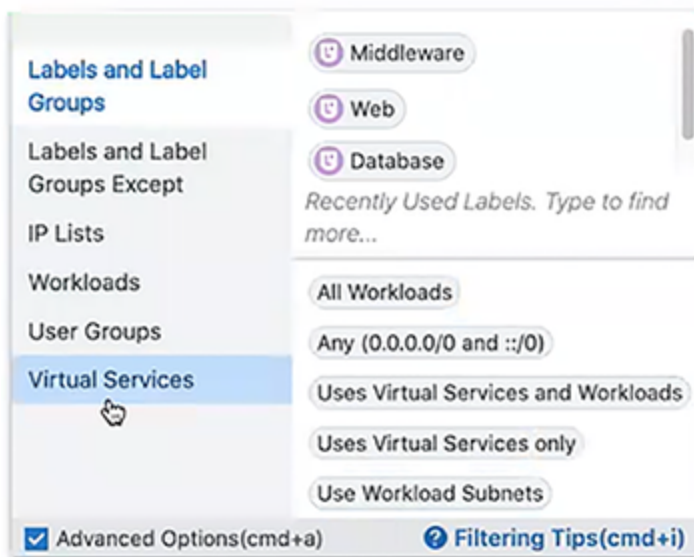 Labels and Label
Groups
Labels and Label
Groups Except
IP Lists
Workloads
User Groups
Virtual Services
Middleware
Web
Database
Recently Used Labels. Type to find
more...
All Workloads
Any (0.0.0.0/0 and ::/0)
Uses Virtual Services and Workloads
Uses Virtual Services only
Use Workload Subnets
Advanced Options(cmd+a)
Filtering Tips(cmd+i)